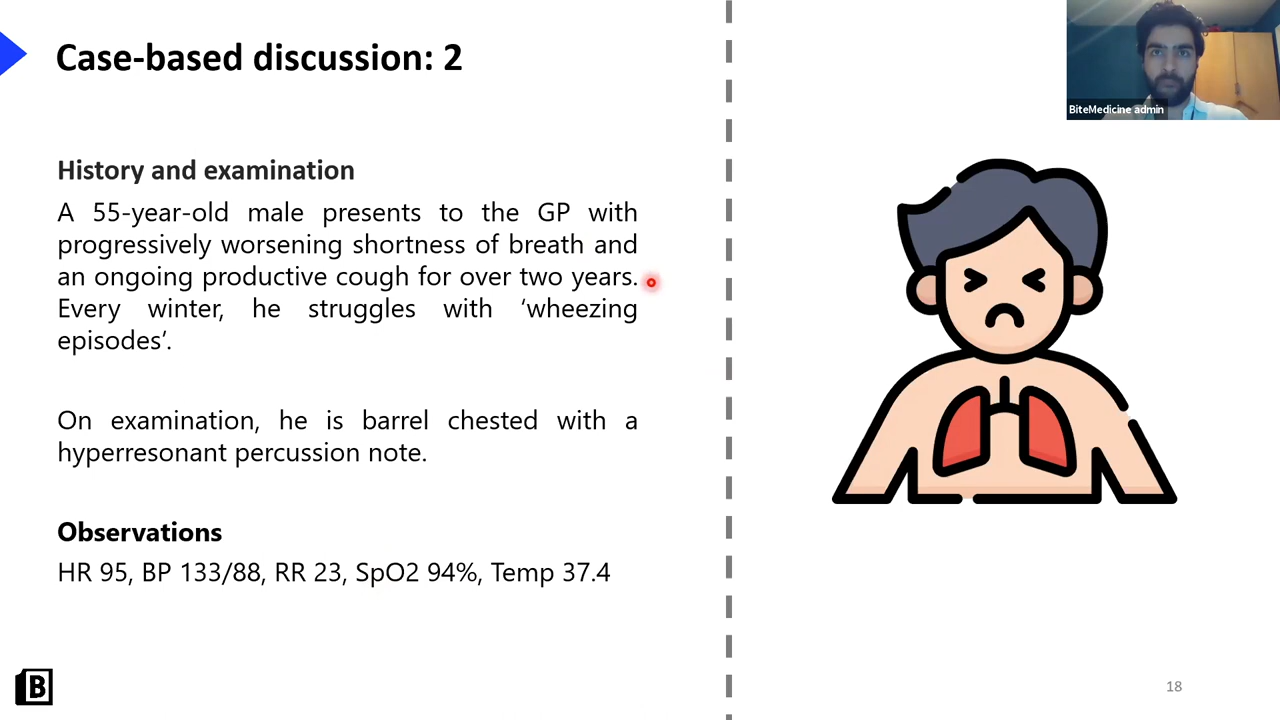 Case-based discussion: 2
BiteMedicine admin
History and examination
A 55-year-old male presents to the GP with
progressively worsening shortness of breath and
an ongoing productive cough for over two years.
Every winter, he struggles with ‘wheezing
episodes’.
On examination, he is barrel chested with a
hyperresonant percussion note.
Observations
HR 95, BP 133/88, RR 23, SpO2 94%, Temp 37.4
B
18